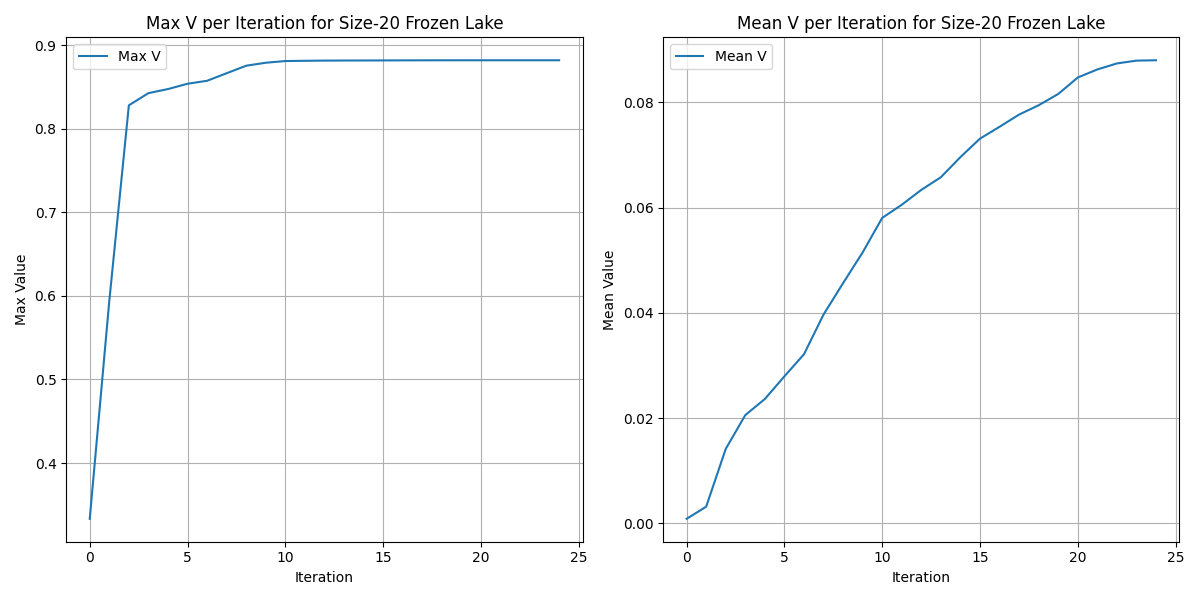 Max V per Iteration for Size-20 Frozen Lake
Max V
Max Value
0.9
0.8
0.7
0.6
0.5
0.4
0 5 10 15 20 25
Iteration
Mean V per Iteration for Size-20 Frozen Lake
Mean V
Mean Value
0.08
0.06
0.04
0.02
0.00
0 5 10 15 20 25
Iteration